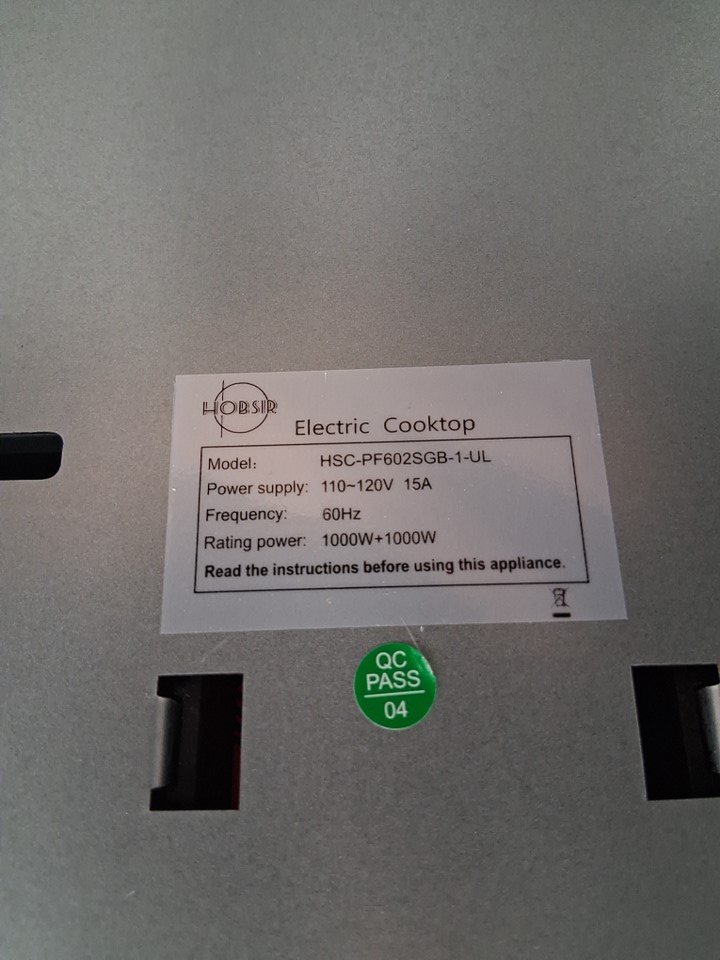 HOBSIR
Electric Cooktop
Model: HSC-PF602SGB-1-UL
Power supply: 110~120V 15A
Frequency: 60Hz
Rating power: 1000W+1000W
Read the instructions before using this appliance.
QC
PASS
04